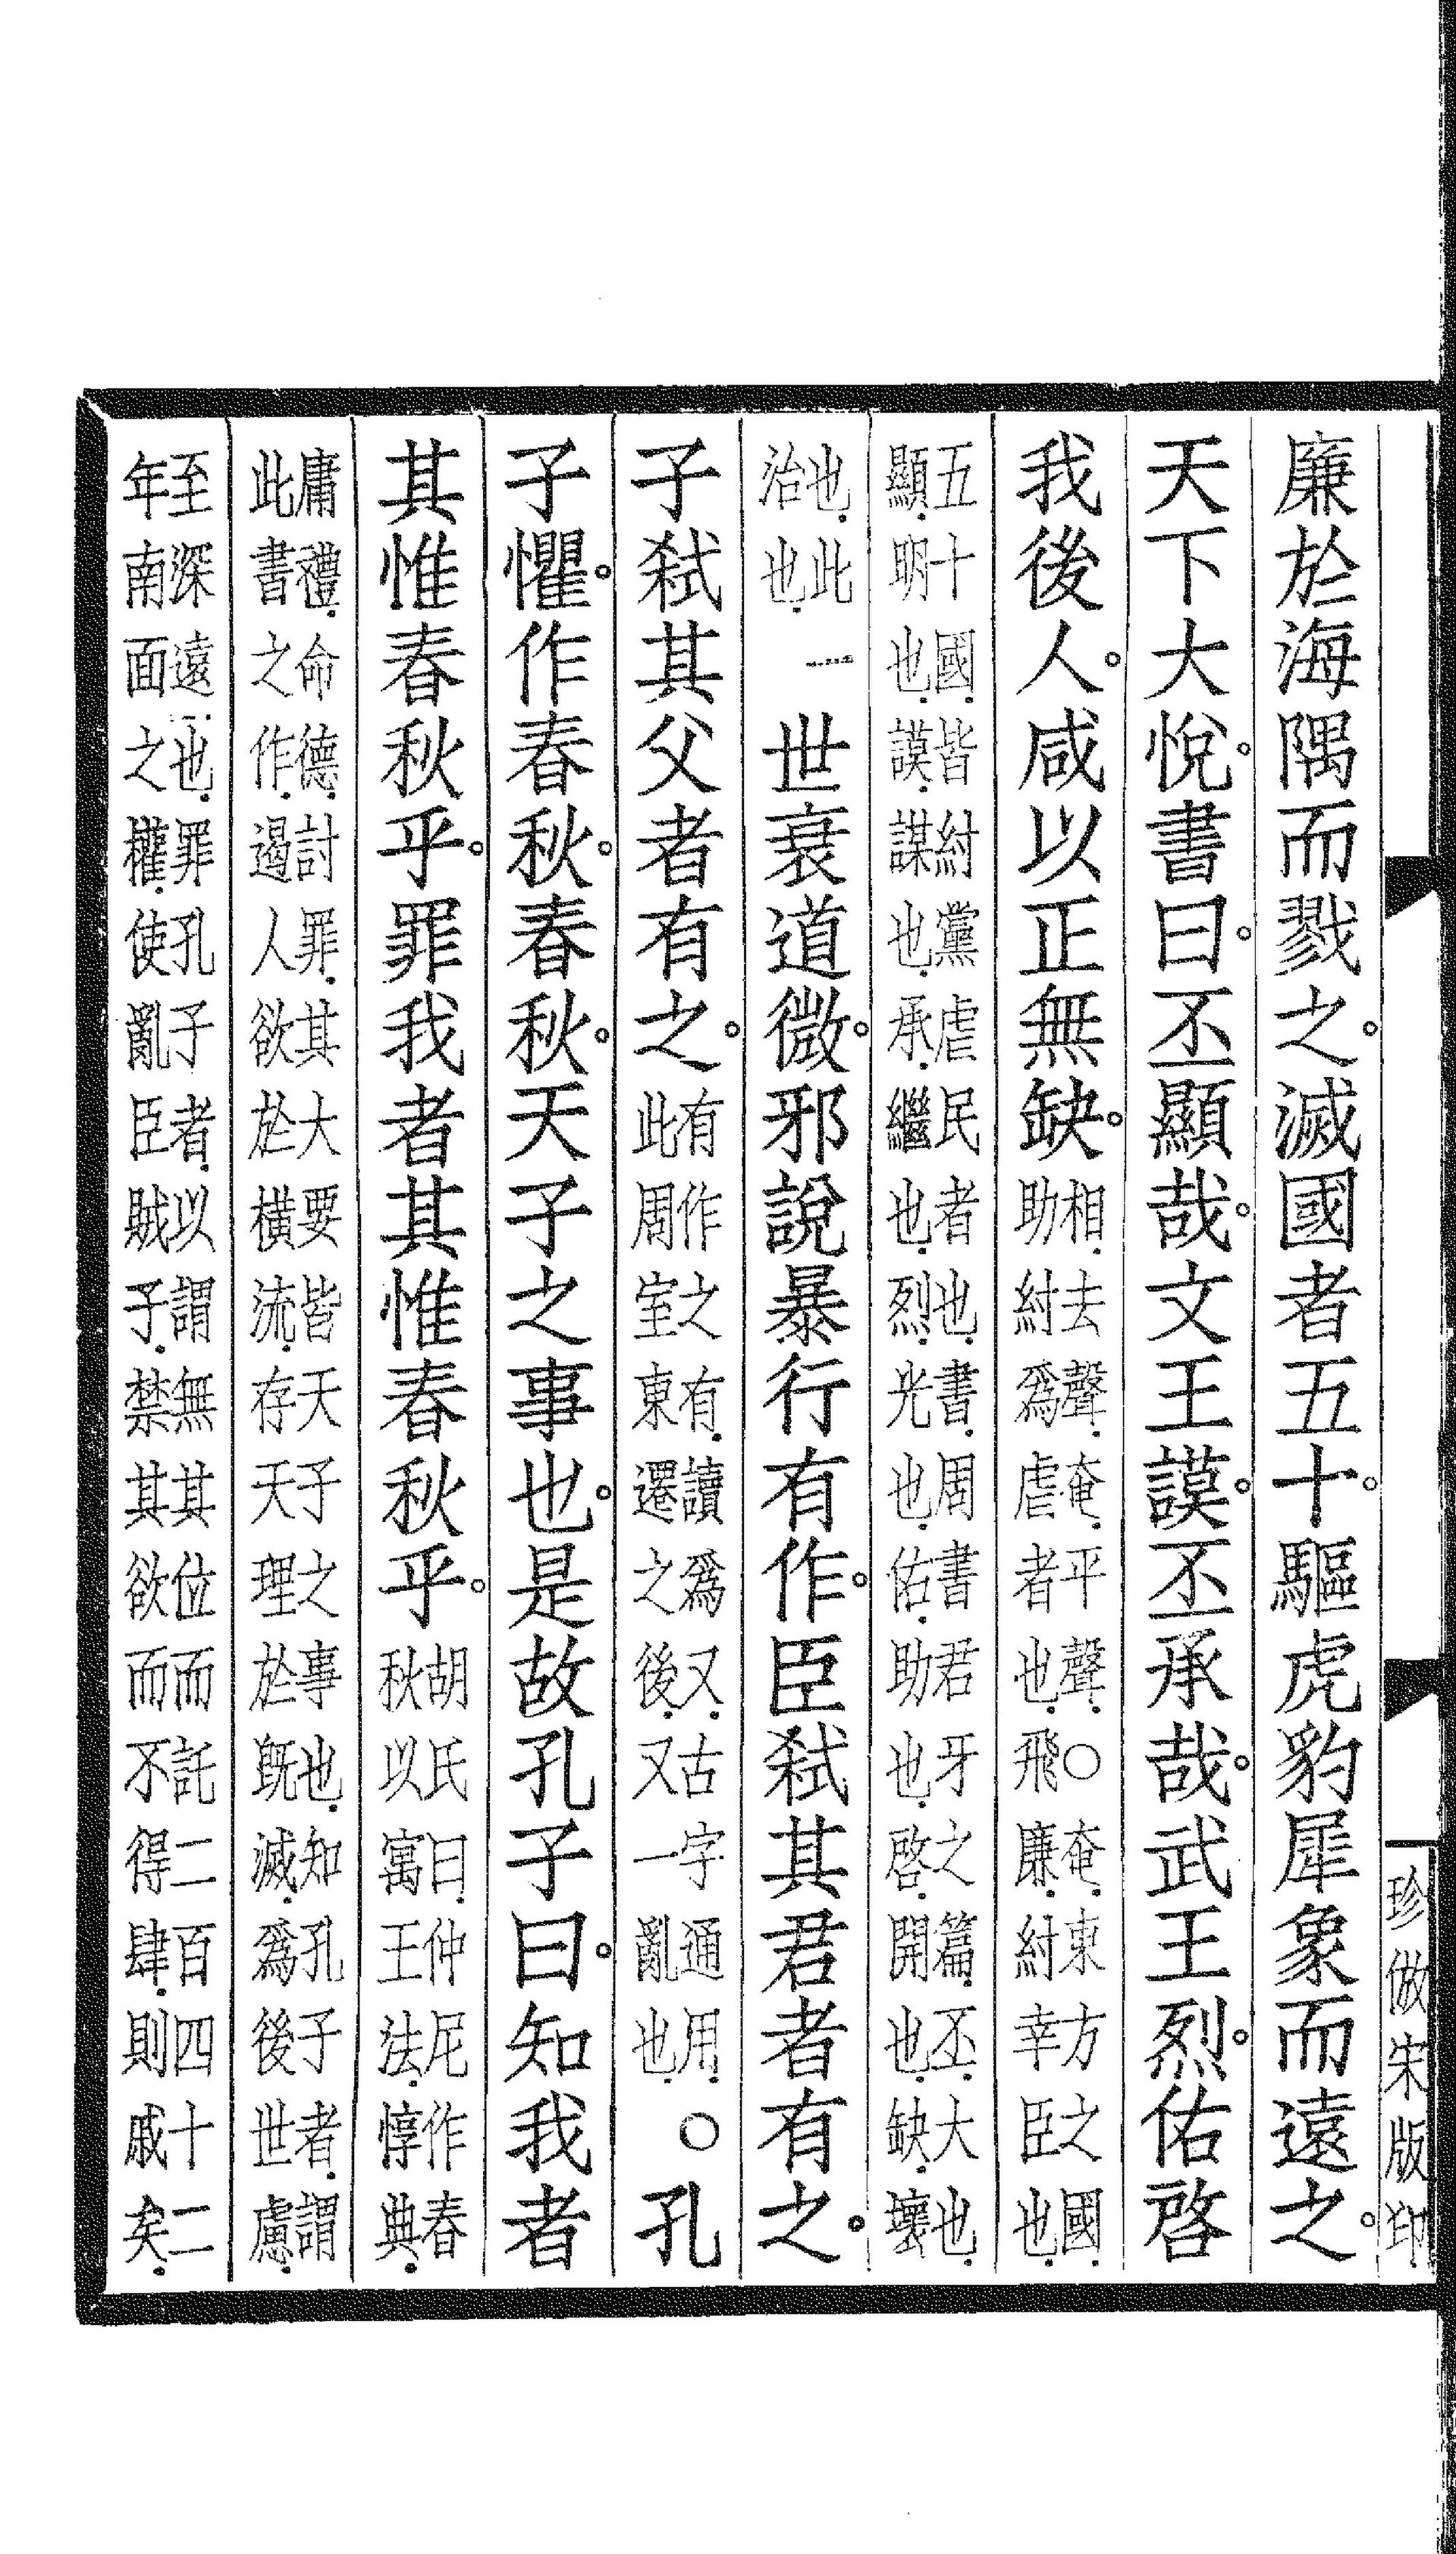 珍倣宋版印
廉於海隅而戮之。滅國者五十。驅虎豹犀象而遠之。
天下大悅。書曰。丕顯哉。文王謨。丕承哉。武王烈。佑啓
我後人。咸以正無缺。相.去聲.奄.平聲.○奄.東方之國.助紂爲虐者也.飛廉.紂幸臣也.
五十國.皆紂黨虐民者也.書.周書君牙之篇.丕.大也.顯.明也.謨.謀也.承.繼也.烈.光也.佑.助也.啓.開也.缺.壞
也.此一治也.世衰道微。邪說暴行有作。臣弒其君者有之。
子弒其父者有之。有作之有.讀爲又.古字通用.○此周室東遷之後.又一亂也.孔
子懼。作春秋。春秋。天子之事也。是故孔子曰。知我者
其惟春秋乎。罪我者其惟春秋乎。胡氏曰.仲尼作春秋以寓王法.惇典.
庸禮.命德.討罪.其大要皆天子之事也.知孔子者.謂此書之作.遏人欲於橫流.存天理於既滅.爲後世慮.
至深遠也.罪孔子者.以謂無其位而託二百四十二年南面之權.使亂臣賊子.禁其欲而不得肆.則戚矣.